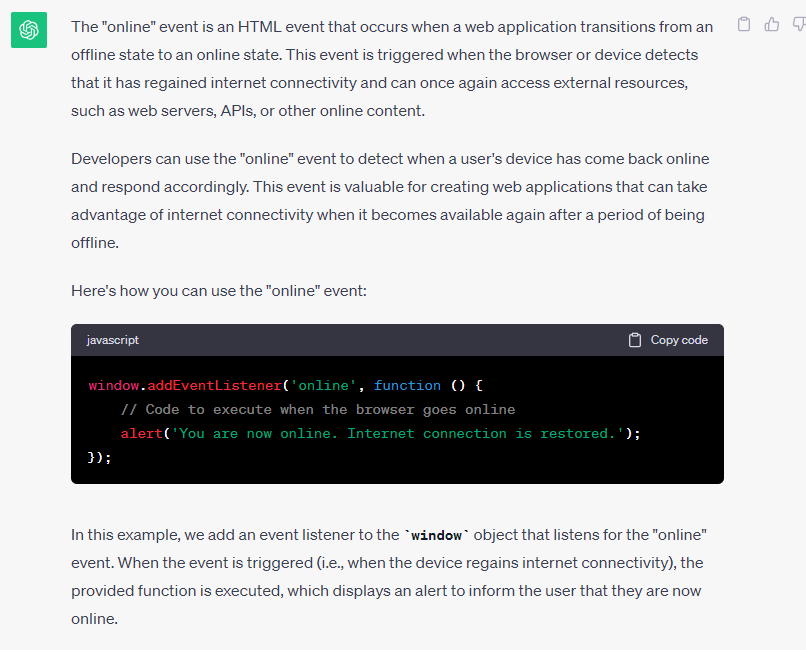 The "online" event is an HTML event that occurs when a web application transitions from an
offline state to an online state. This event is triggered when the browser or device detects
that it has regained internet connectivity and can once again access external resources,
such as web servers, APIs, or other online content.
Developers can use the "online" event to detect when a user's device has come back online
and respond accordingly. This event is valuable for creating web applications that can take
advantage of internet connectivity when it becomes available again after a period of being
offline.
Here's how you can use the "online" event:
javascript
Copy code
window.addEventListener('online', function () {
    // Code to execute when the browser goes online
    alert('You are now online. Internet connection is restored.');
});
In this example, we add an event listener to the `window` object that listens for the "online"
event. When the event is triggered (i.e., when the device regains internet connectivity), the
provided function is executed, which displays an alert to inform the user that they are now
online.